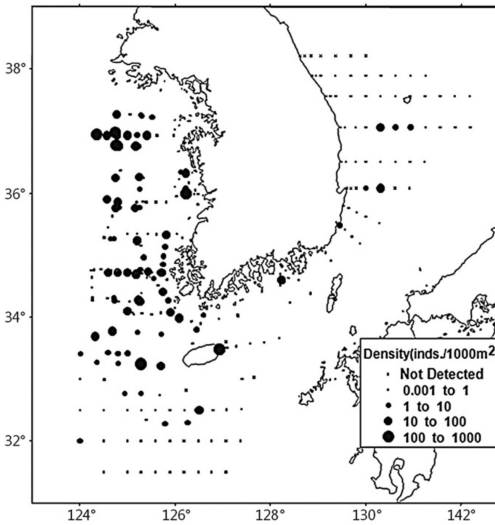 38°
36°
34°
32°
Density(inds./1000m²
Not Detected
0.001 to 1
1 to 10
10 to 100
100 to 1000
124° 126° 128° 130° 142°